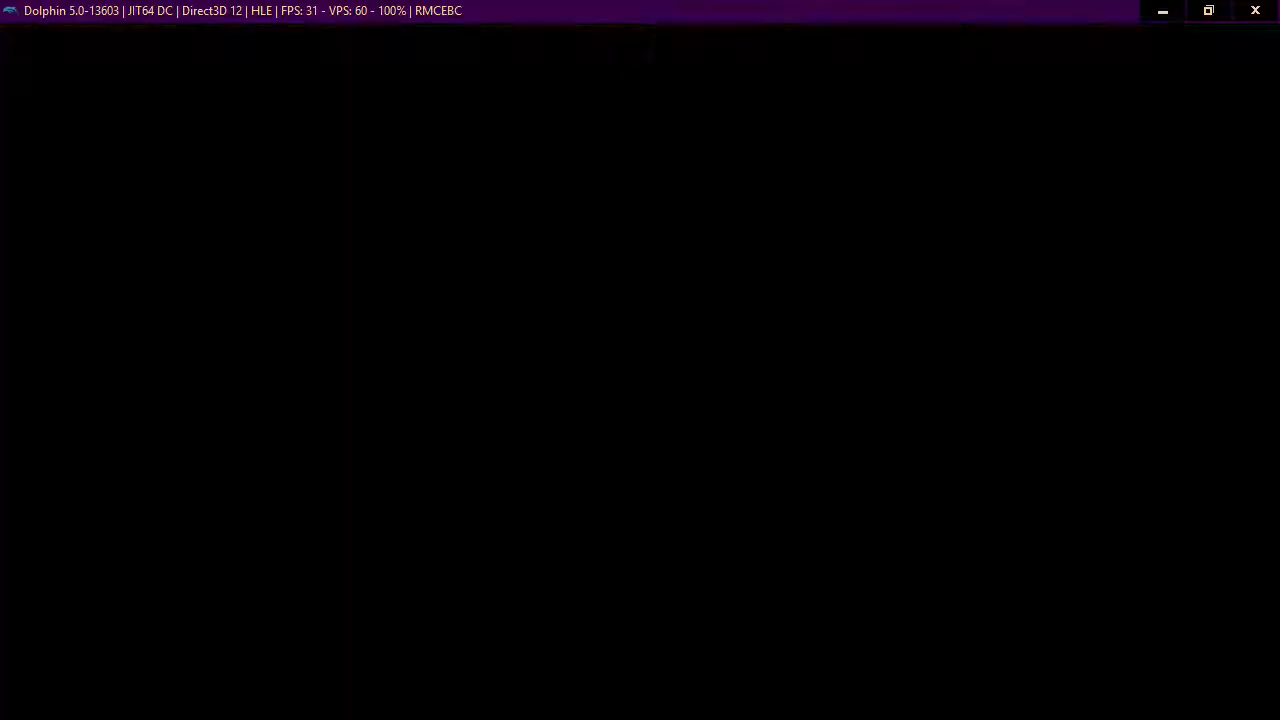 Dolphin 5.0-13603 | JIT64 DC | Direct3D 12 | HLE | FPS: 31 - VPS: 60 - 100% | RMCEBC